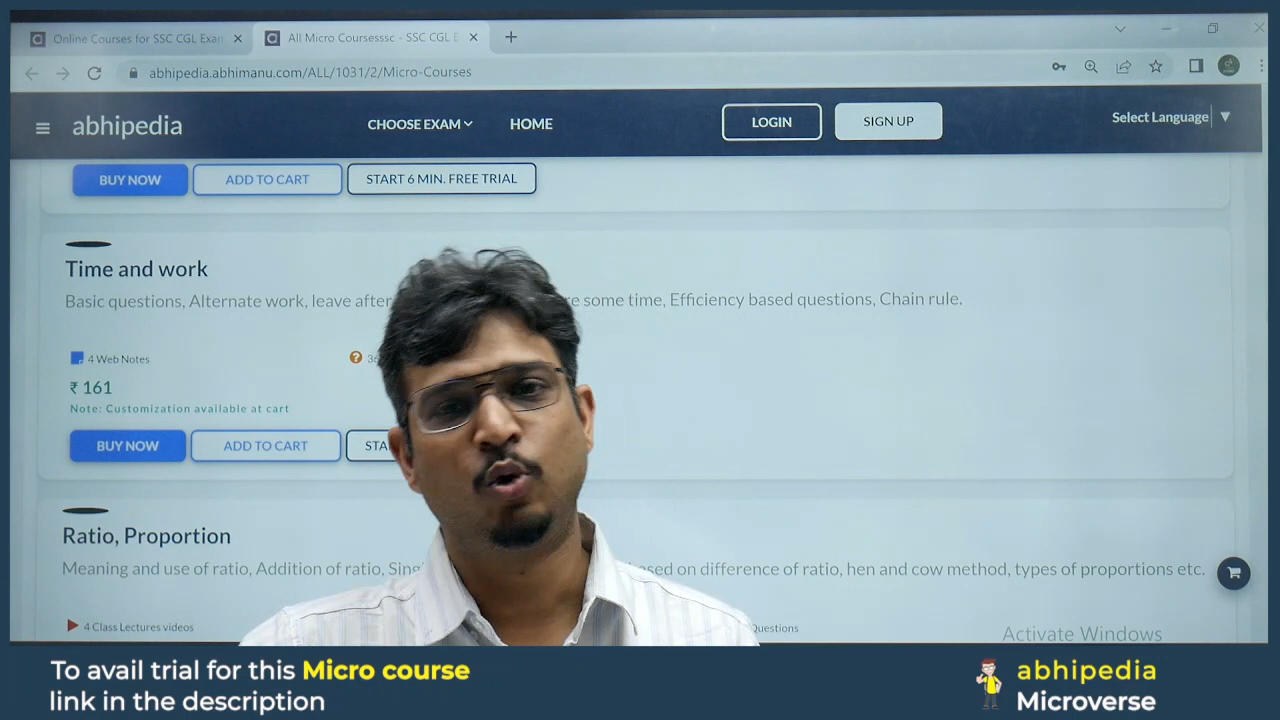 Online Courses for SSC CGL Exan
All Micro Coursesssc - SSC CGL E
abhipedia.abhimanu.com/ALL/1031/2/Micro-Courses
abhipedia
CHOOSE EXAM
HOME
LOGIN
SIGN UP
Select Language
BUY NOW
ADD TO CART
START 6 MIN. FREE TRIAL
Time and work
Basic questions, Alternate work, leave after re some time, Efficiency based questions, Chain rule.
4 Web Notes
36
₹ 161
Note: Customization available at cart
BUY NOW
ADD TO CART
STA
Ratio, Proportion
Meaning and use of ratio, Addition of ratio, Sing ased on difference of ratio, hen and cow method, types of proportions etc.
4 Class Lectures videos
Questions
Activate Windows
To avail trial for this Micro course
link in the description
abhipedia
Microverse